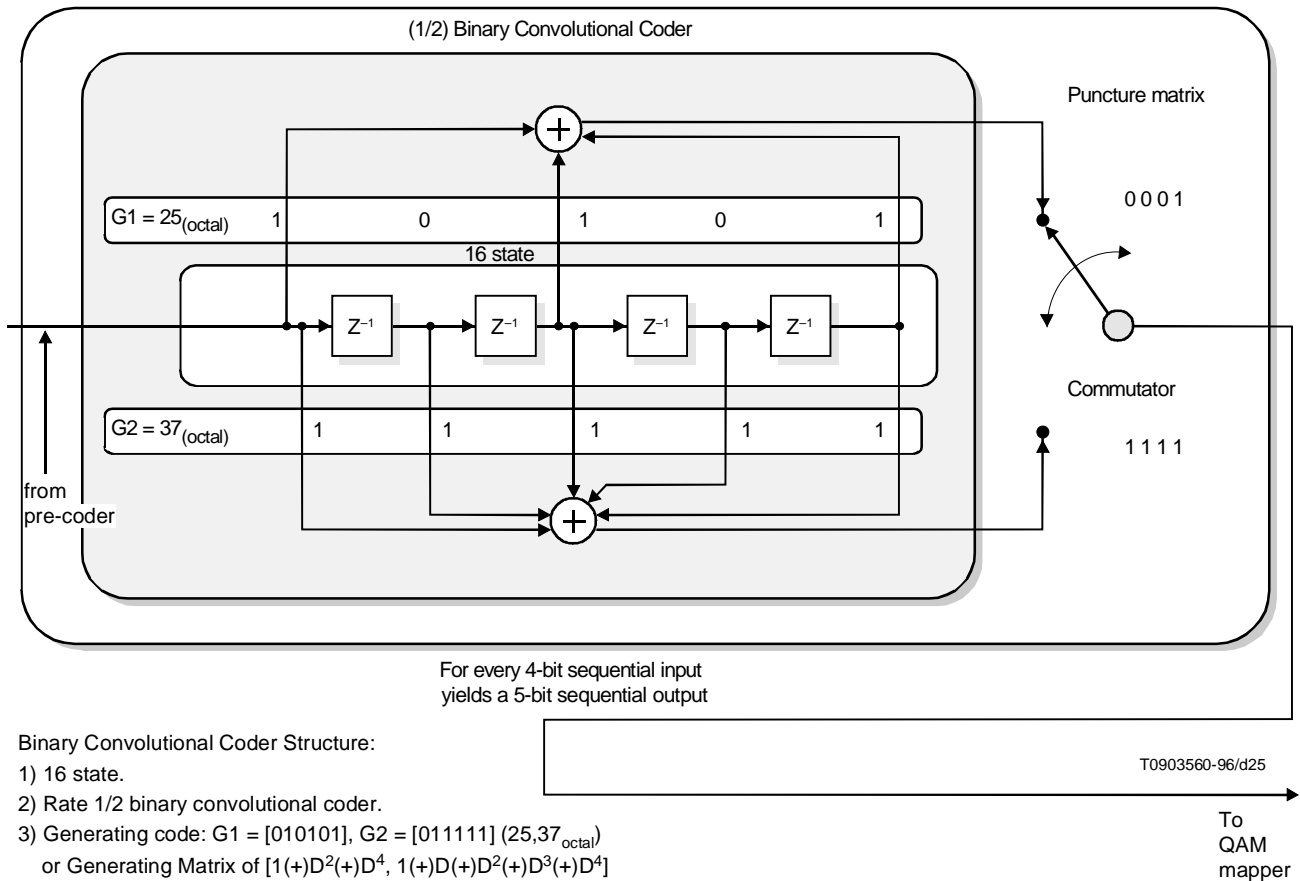 (1/2) Binary Convolutional Coder
Puncture matrix
0 0 0 1
G1 = 25(octal) 1 0 1 0 1
16 state
Z–1 Z–1 Z–1 Z–1
Commutator
G2 = 37(octal) 1 1 1 1 1
1 1 1 1
from
pre-coder
For every 4-bit sequential input
yields a 5-bit sequential output
Binary Convolutional Coder Structure:
1) 16 state.
2) Rate 1/2 binary convolutional coder.
3) Generating code: G1 = [010101], G2 = [011111] (25,37octal)
or Generating Matrix of [1(+)D2(+)D4, 1(+)D(+)D2(+)D3(+)D4]
T0903560-96/d25
To
QAM
mapper